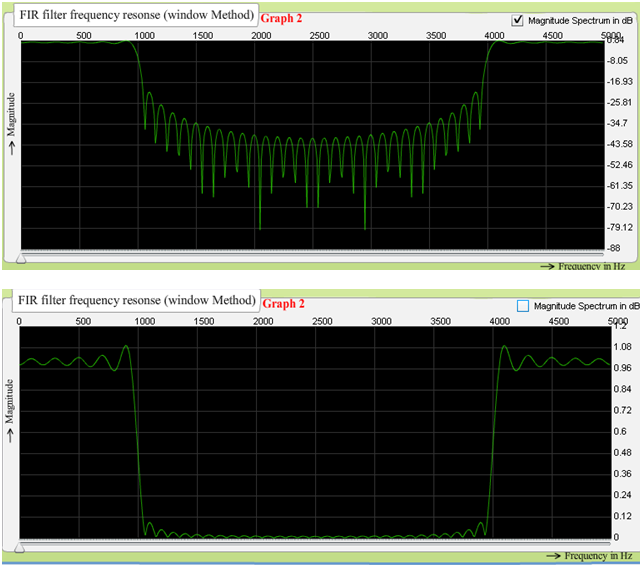 FIR filter frequency resonse (window Method) Graph 2
Magnitude Spectrum in dB
0 500 1000 1500 2000 2500 3000 3500 4000 4500 5000
0.84
-8.05
-16.93
-25.81
-34.7
-43.58
-52.46
-61.35
-70.23
-79.12
-88
Magnitude
Frequency in Hz
FIR filter frequency resonse (window Method) Graph 2
Magnitude Spectrum in dB
0 500 1000 1500 2000 2500 3000 3500 4000 4500 5000
1.2
1.08
0.96
0.84
0.72
0.6
0.48
0.36
0.24
0.12
0
Magnitude
Frequency in Hz